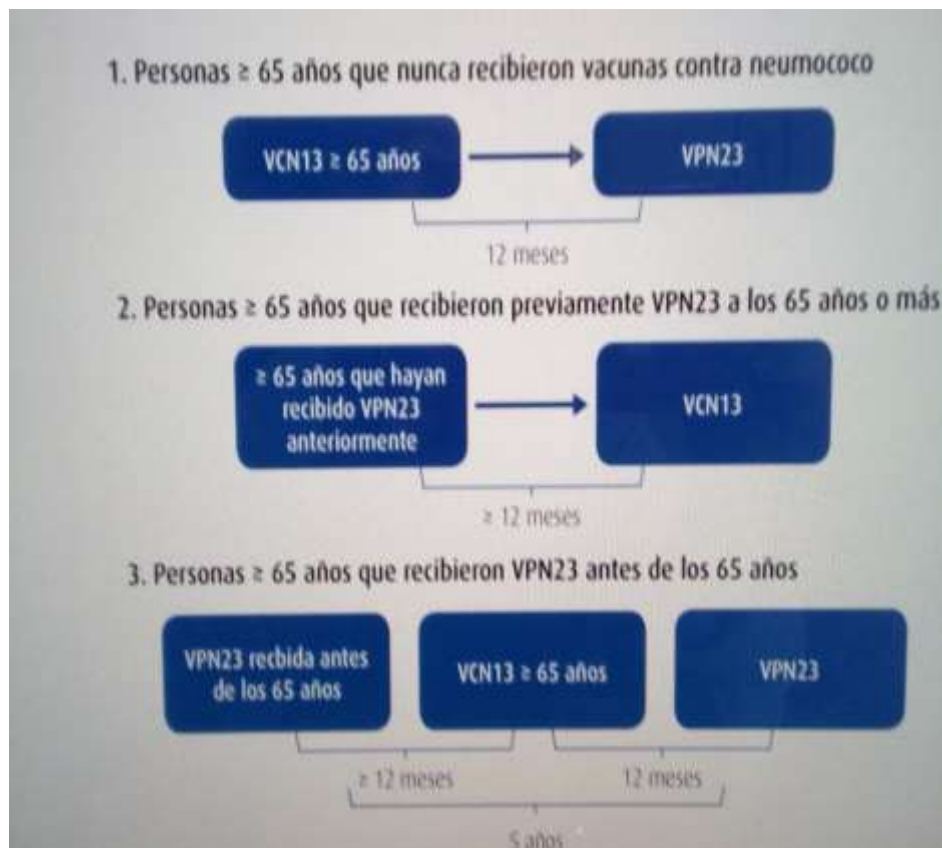 1. Personas ≥ 65 años que nunca recibieron vacunas contra neumococo
VCN13 ≥ 65 años
VPN23
12 meses
2. Personas ≥ 65 años que recibieron previamente VPN23 a los 65 años o más
≥ 65 años que hayan
recibido VPN23
anteriormente
VCN13
≥ 12 meses
3. Personas ≥ 65 años que recibieron VPN23 antes de los 65 años
VPN23 recbida antes
de los 65 años
VCN13 ≥ 65 años
VPN23
≥ 12 meses
12 meses
5 años